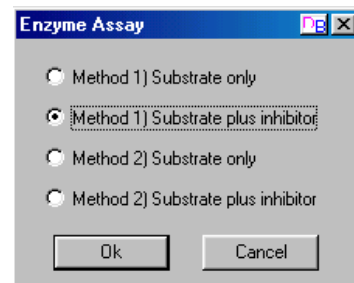 Enzyme Assay
DB
Method 1) Substrate only
Method 1) Substrate plus inhibitor
Method 2) Substrate only
Method 2) Substrate plus inhibitor
Ok
Cancel